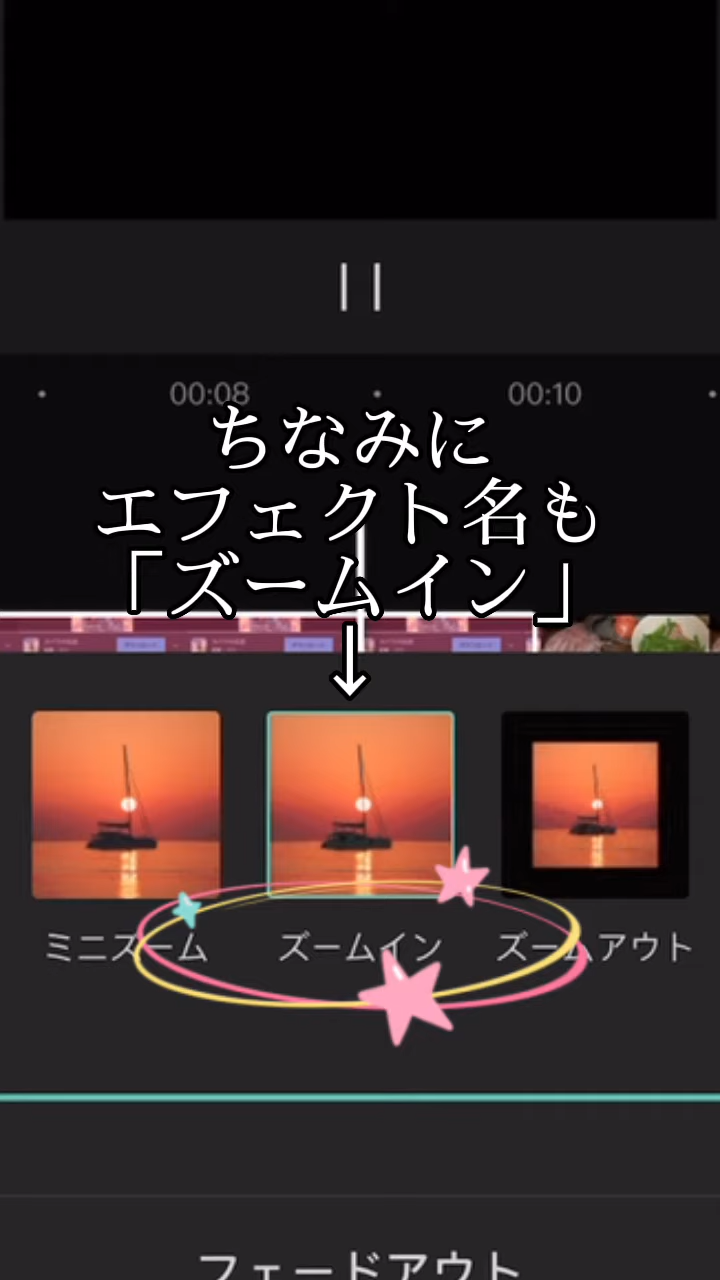 00:08
00:10
ちなみに
エフェクト名も
「ズームイン」
↓
ミニズーム
ズームイン
ズームアウト
フェードアウト